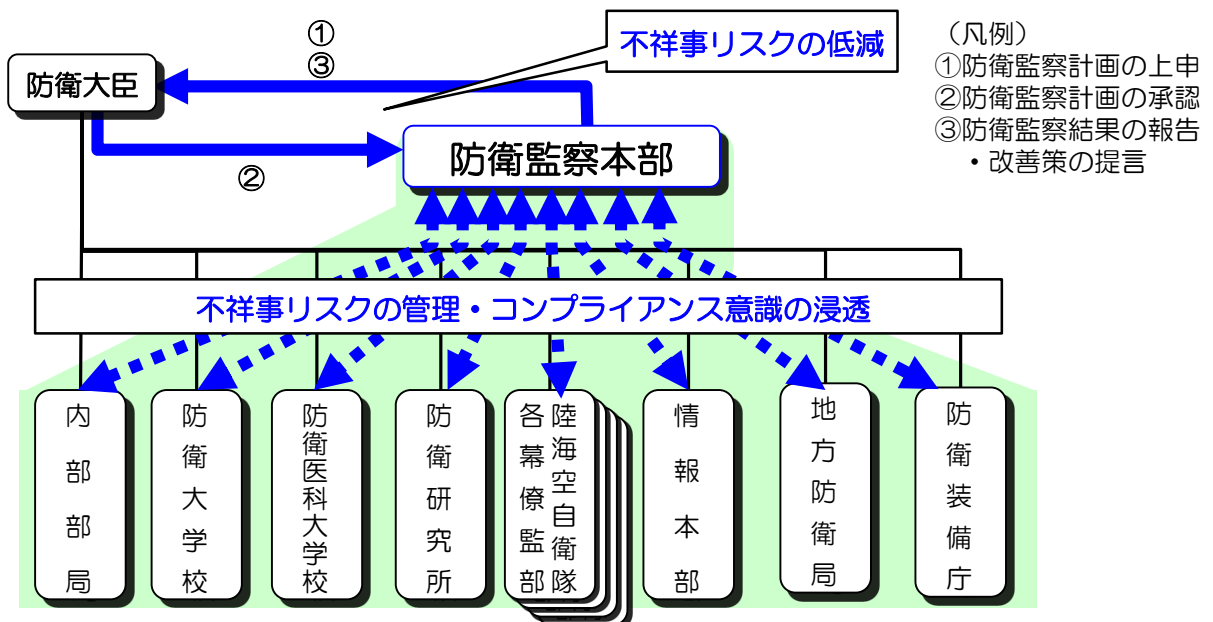 ①
③
不祥事リスクの低減
(凡例)
①防衛監察計画の上申
②防衛監察計画の承認
③防衛監察結果の報告
・改善策の提言
防衛大臣
②
防衛監察本部
不祥事リスクの管理・コンプライアンス意識の浸透
内部部局
防衛大学校
防衛医科大学校
防衛研究所
陸海空自衛隊
各幕僚監部
情報本部
地方防衛局
防衛装備庁